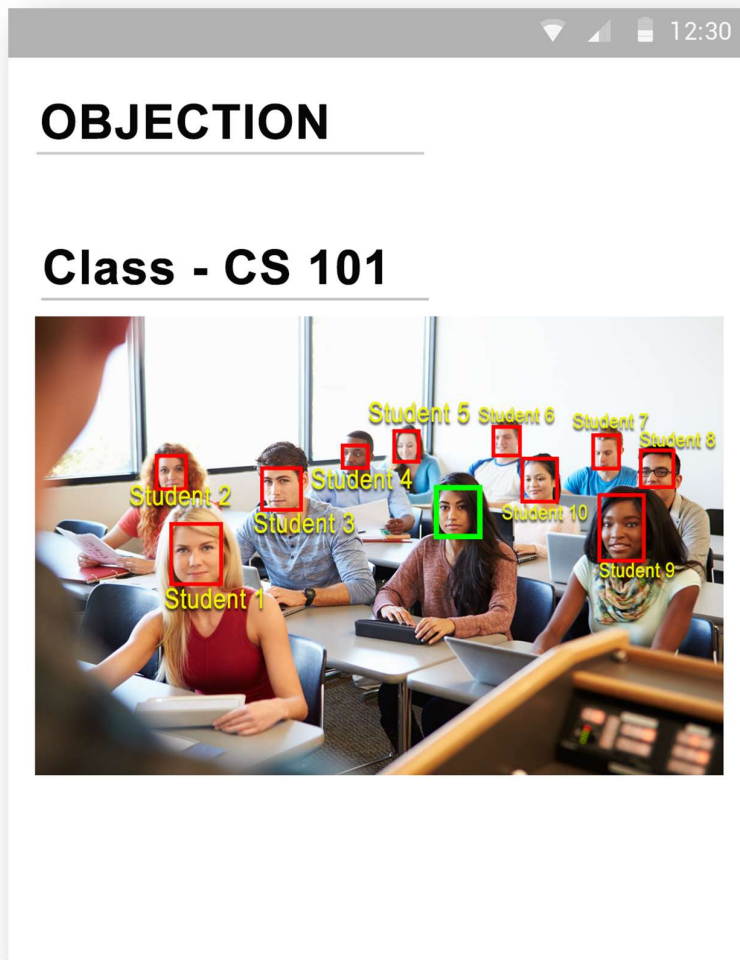 12:30
OBJECTION
Class - CS 101
Student 5
Student 6
Student 7
Student 8
Student 4
Student 2
Student 3
Student 10
Student 9
Student 1